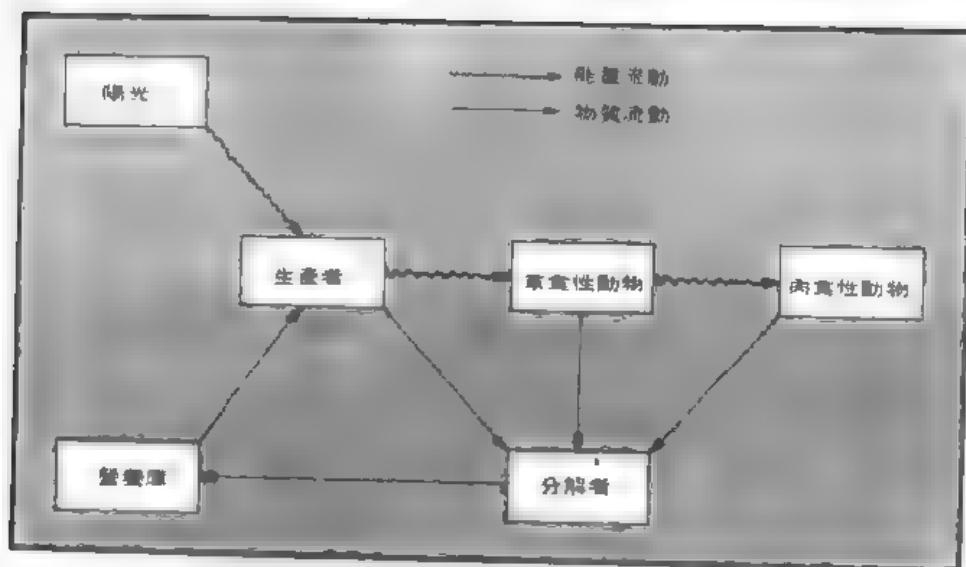 陽光
能量流動
物質流動
生產者
草食性動物
肉食性動物
營養庫
分解者